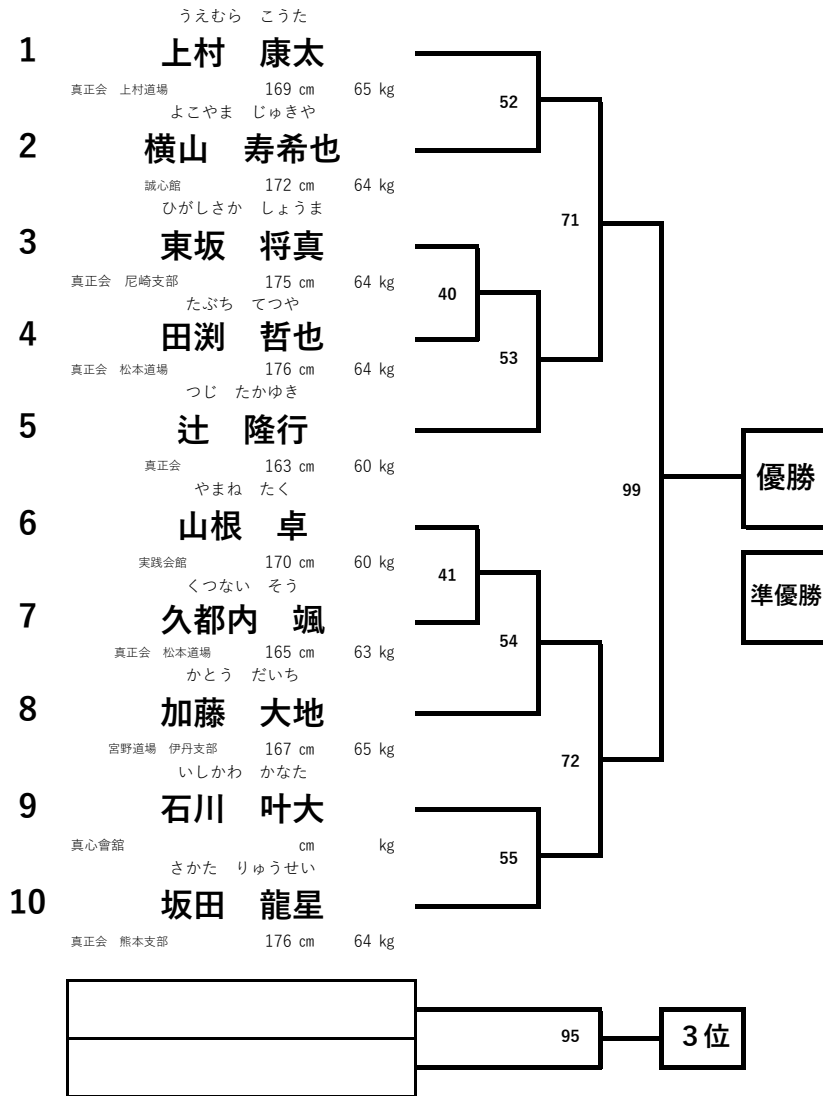 うえむら　こうた
1 上村　康太
真正会　上村道場 169 cm 65 kg
52
よこやま　じゅきや
2 横山　寿希也
誠心館 172 cm 64 kg
ひがしさか　しょうま
71
3 東坂　将真
真正会　尼崎支部 175 cm 64 kg
40
たぶち　てつや
4 田渕　哲也
53
真正会　松本道場 176 cm 64 kg
つじ　たかゆき
5 辻　隆行
真正会 163 cm 60 kg
優勝
やまね　たく
99
6 山根　卓
実践会館 170 cm 60 kg
41
くつない　そう
準優勝
7 久都内　颯
54
真正会　松本道場 165 cm 63 kg
かとう　だいち
8 加藤　大地
宮野道場　伊丹支部 167 cm 65 kg
72
いしかわ　かなた
9 石川　叶大
真心會舘 cm kg
55
さかた　りゅうせい
10 坂田　龍星
真正会　熊本支部 176 cm 64 kg
95
３位